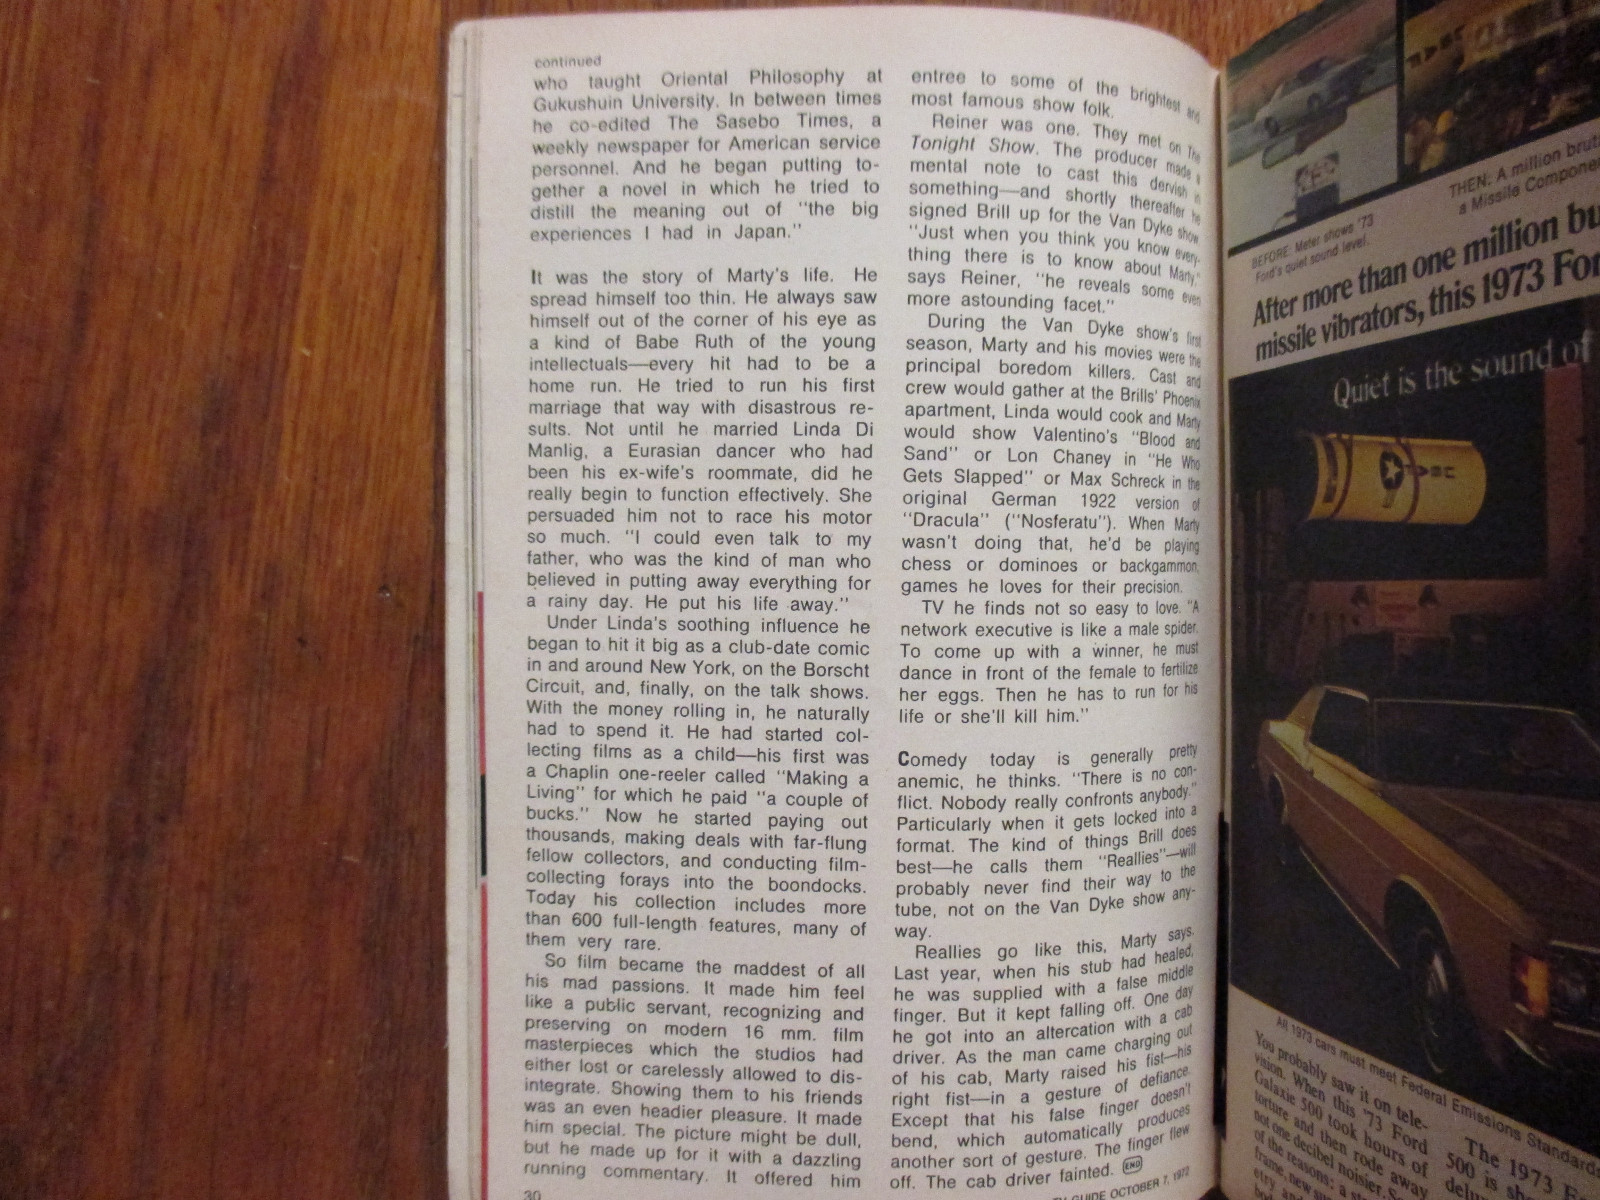 continued
who taught Oriental Philosophy at
Gukushuin University. In between times
he co-edited The Sasebo Times, a
weekly newspaper for American service
personnel. And he began putting to-
gether a novel in which he tried to
distill the meaning out of "the big
experiences I had in Japan."
It was the story of Marty's life. He
spread himself too thin. He always saw
himself out of the corner of his eye as
a kind of Babe Ruth of the young
intellectuals—every hit had to be a
home run. He tried to run his first
marriage that way with disastrous re-
sults. Not until he married Linda Di
Manlig, a Eurasian dancer who had
been his ex-wife's roommate, did he
really begin to function effectively. She
persuaded him not to race his motor
so much. "I could even talk to my
father, who was the kind of man who
believed in putting away everything for
a rainy day. He put his life away."
Under Linda's soothing influence he
began to hit it big as a club-date comic
in and around New York, on the Borscht
Circuit, and, finally, on the talk shows.
With the money rolling in, he naturally
had to spend it. He had started col-
lecting films as a child—his first was
a Chaplin one-reeler called "Making a
Living" for which he paid "a couple of
bucks." Now he started paying out
thousands, making deals with far-flung
fellow collectors, and conducting film-
collecting forays into the boondocks.
Today his collection includes more
than 600 full-length features, many of
them very rare.
So film became the maddest of all
his mad passions. It made him feel
like a public servant, recognizing and
preserving on modern 16 mm. film
masterpieces which the studios had
either lost or carelessly allowed to dis-
integrate. Showing them to his friends
was an even headier pleasure. It made
him special. The picture might be dull,
but he made up for it with a dazzling
running commentary. It offered him
30
entree to some of the brightest and
most famous show folk.
Reiner was one. They met on The
Tonight Show. The producer made a
mental note to cast this dervish in
something—and shortly thereafter he
signed Brill up for the Van Dyke show.
"Just when you think you know every-
thing there is to know about Marty,"
says Reiner, "he reveals some even
more astounding facet."
During the Van Dyke show's first
season, Marty and his movies were the
principal boredom killers. Cast and
crew would gather at the Brills' Phoenix
apartment, Linda would cook and Marty
would show Valentino's "Blood and
Sand" or Lon Chaney in "He Who
Gets Slapped" or Max Schreck in the
original German 1922 version of
"Dracula" ("Nosferatu"). When Marty
wasn't doing that, he'd be playing
chess or dominoes or backgammon,
games he loves for their precision.
TV he finds not so easy to love. "A
network executive is like a male spider.
To come up with a winner, he must
dance in front of the female to fertilize
her eggs. Then he has to run for his
life or she'll kill him."
Comedy today is generally pretty
anemic, he thinks. "There is no con-
flict. Nobody really confronts anybody."
Particularly when it gets locked into a
format. The kind of things Brill does
best—he calls them "Reallies"—will
probably never find their way to the
tube, not on the Van Dyke show any-
way.
Reallies go like this, Marty says.
Last year, when his stub had healed,
he was supplied with a false middle
finger. But it kept falling off. One day
he got into an altercation with a cab
driver. As the man came charging out
of his cab, Marty raised his fist—his
right fist—in a gesture of defiance.
Except that his false finger doesn't
bend, which automatically produces
another sort of gesture. The finger flew
off. The cab driver fainted. END
GUIDE OCTOBER 7, 1972
BEFORE: Meter shows '73
Ford's quiet sound level.
THEN: A million
a Missile
After more than one million
missile vibrators, this 1973
Quiet is the sound of
All 1973 cars must meet Federal Emissions Standards
You probably saw it on tele-
vision. When this '73 Ford
Galaxie 500 took hours of
torture and then rode away
not one decibel noisier.
of the reasons: a
frame, new
The 1973
500 is